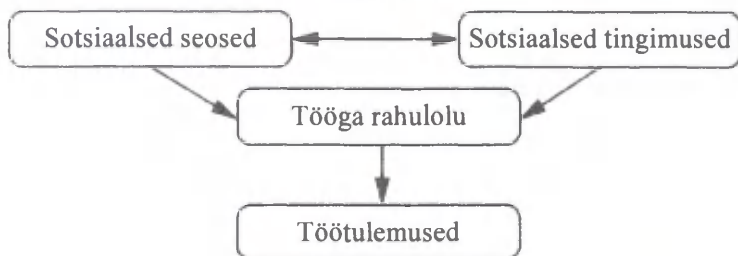 Sotsiaalsed seosed
Sotsiaalsed tingimused
Tööga rahulolu
Töötulemused